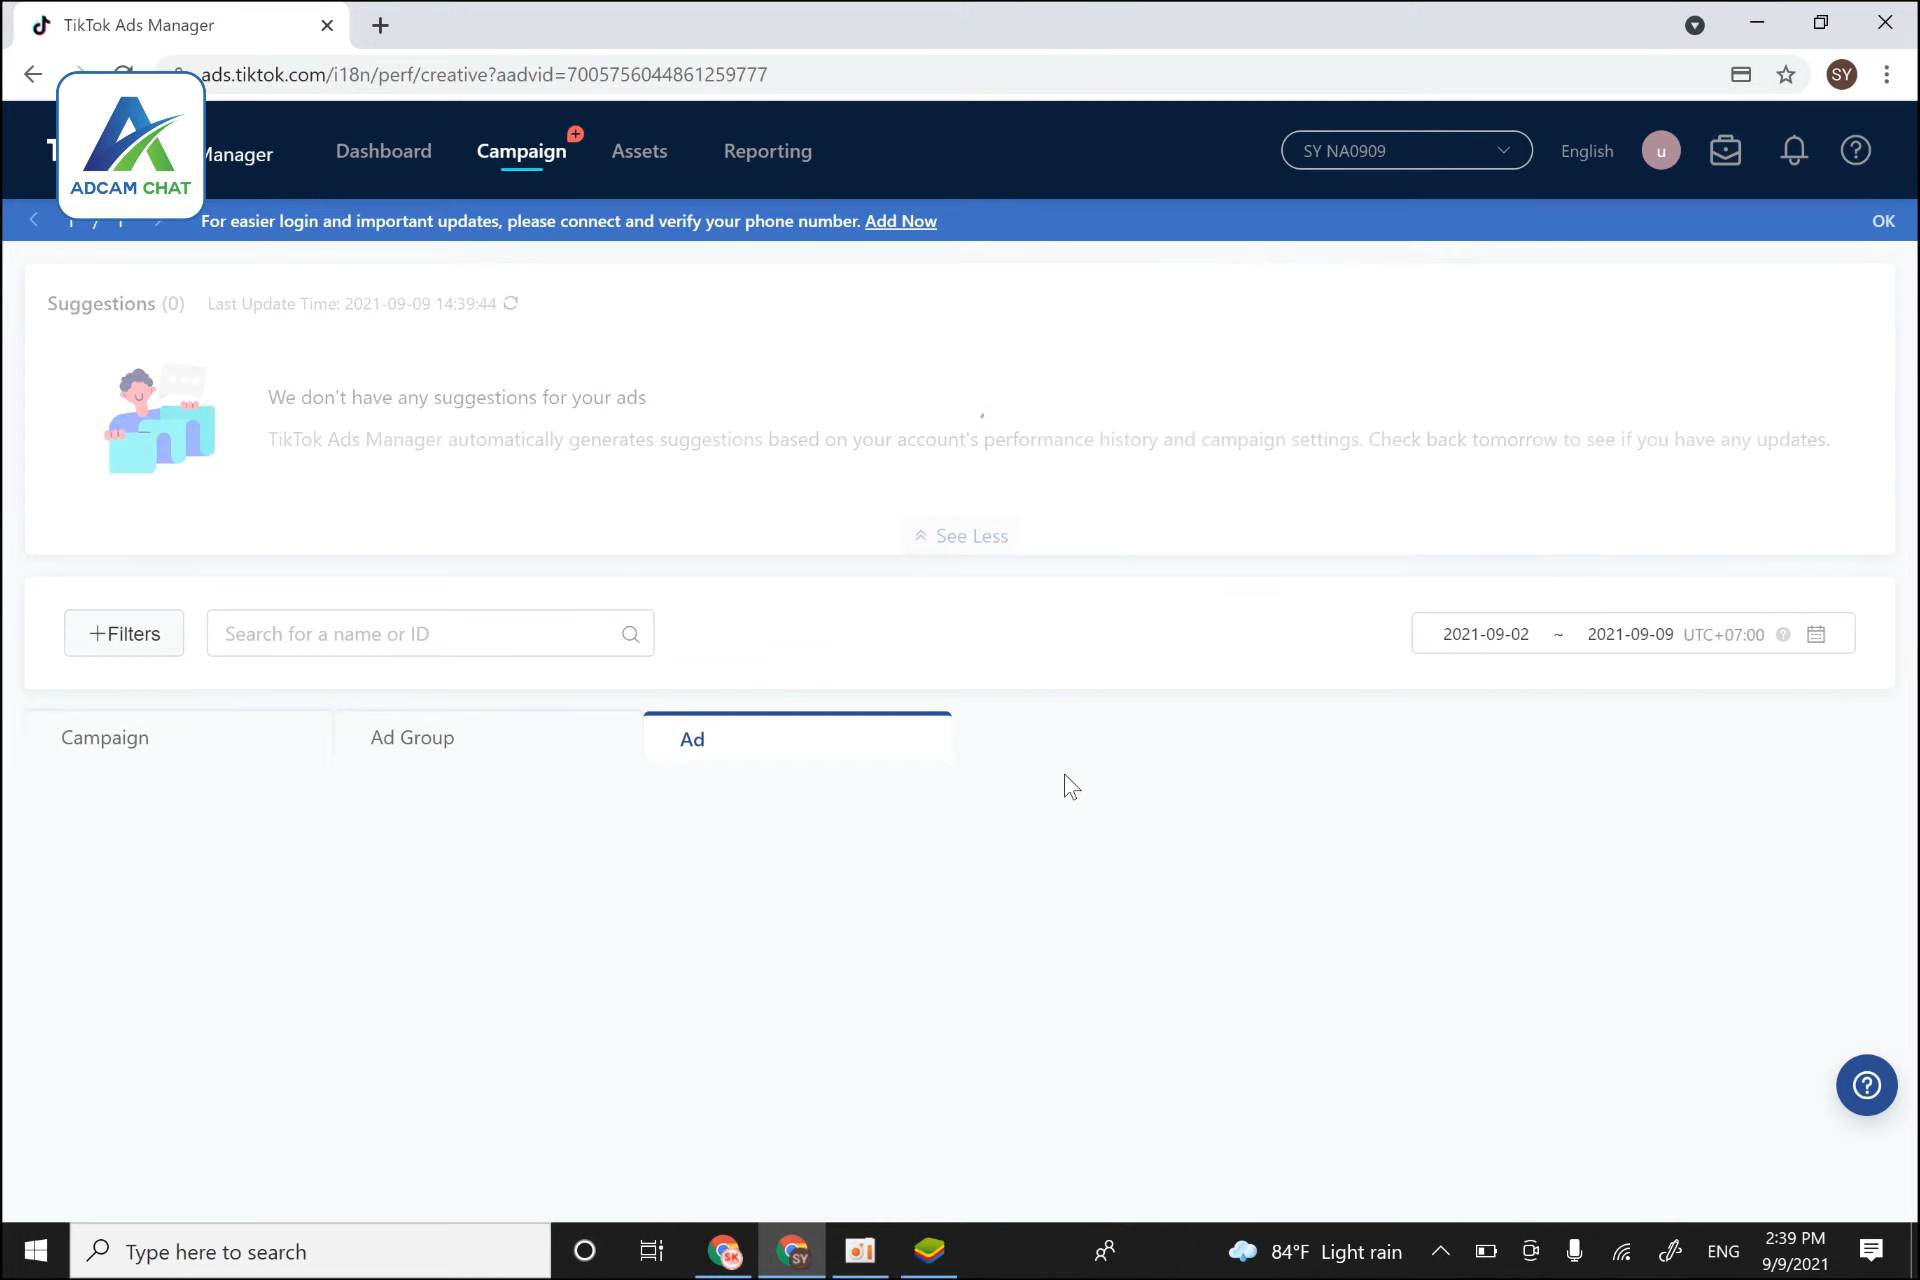 TikTok Ads Manager
ads.tiktok.com/i18n/perf/creative?aadvid=7005756044861259777
SY
ADCAM CHAT
Manager
Dashboard
Campaign
Assets
Reporting
SY NA0909
English
u
For easier login and important updates, please connect and verify your phone number. Add Now
OK
Suggestions (0)
Last Update Time: 2021-09-09 14:39:44
We don't have any suggestions for your ads
TikTok Ads Manager automatically generates suggestions based on your account's performance history and campaign settings. Check back tomorrow to see if you have any updates.
See Less
+Filters
Search for a name or ID
2021-09-02 ~ 2021-09-09 UTC+07:00
Campaign
Ad Group
Ad
Type here to search
SK
SY
84°F Light rain
ENG
2:39 PM
9/9/2021